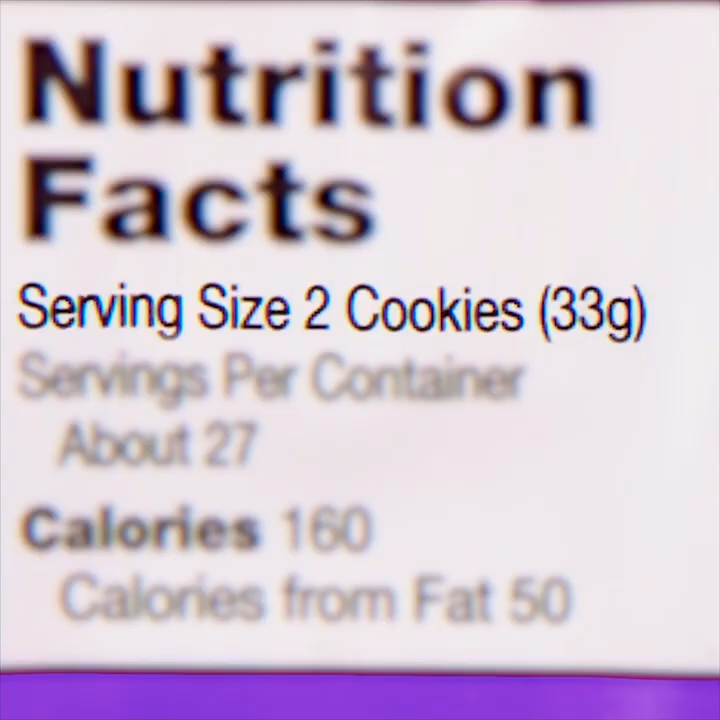 Nutrition
Facts
Serving Size 2 Cookies (33g)
Servings Per Container
About 27
Calories 160
Calories from Fat 50